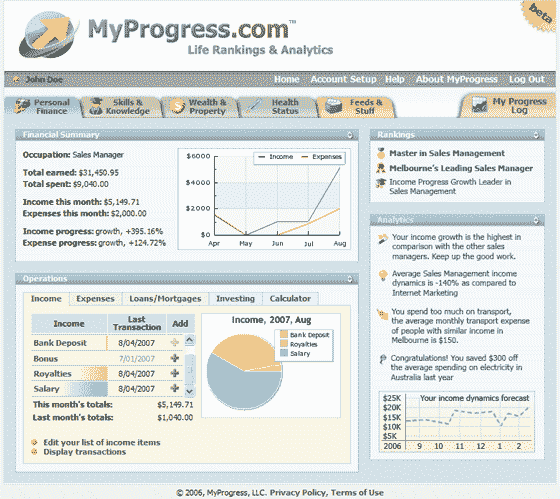 beta
MyProgress.com™
Life Rankings & Analytics
John Doe
Home Account Setup Help About MyProgress Log Out
Personal Finance
Skills & Knowledge
Wealth & Property
Health Status
Feeds & Stuff
My Progress Log
Financial Summary
Occupation: Sales Manager
Total earned: $31,450.95
Total spent: $9,040.00
Income this month: $5,149.71
Expenses this month: $2,000.00
Income progress: growth, +395.16%
Expense progress: growth, +124.72%
Income Expenses
$6000
$4000
$2000
$0
Apr May Jun Jul Aug
Rankings
Master in Sales Management
Melbourne's Leading Sales Manager
Income Progress Growth Leader in
Sales Management
Analytics
Your income growth is the highest in
comparison with the other sales
managers. Keep up the good work.
Average Sales Management income
dynamics is -140% as compared to
Internet Marketing
You spend too much on transport,
the average monthly transport expense
of people with similar income in
Melbourne is $150.
Congratulations! You saved $300 off
the average spending on electricity in
Australia last year
Your income dynamics forecast
$25K
$20K
$15K
$10K
$5K
2006 9 10 11 12 1 2
Operations
Income Expenses Loans/Mortgages Investing Calculator
Income Last Transaction Add
Bank Deposit 8/04/2007
Bonus 7/01/2007
Royalties 8/04/2007
Salary 8/04/2007
This month's totals: $5,149.71
Last month's totals: $1,040.00
Edit your list of income items
Display transactions
Income, 2007, Aug
Bank Deposit
Royalties
Salary
© 2006, MyProgress, LLC. Privacy Policy, Terms of Use